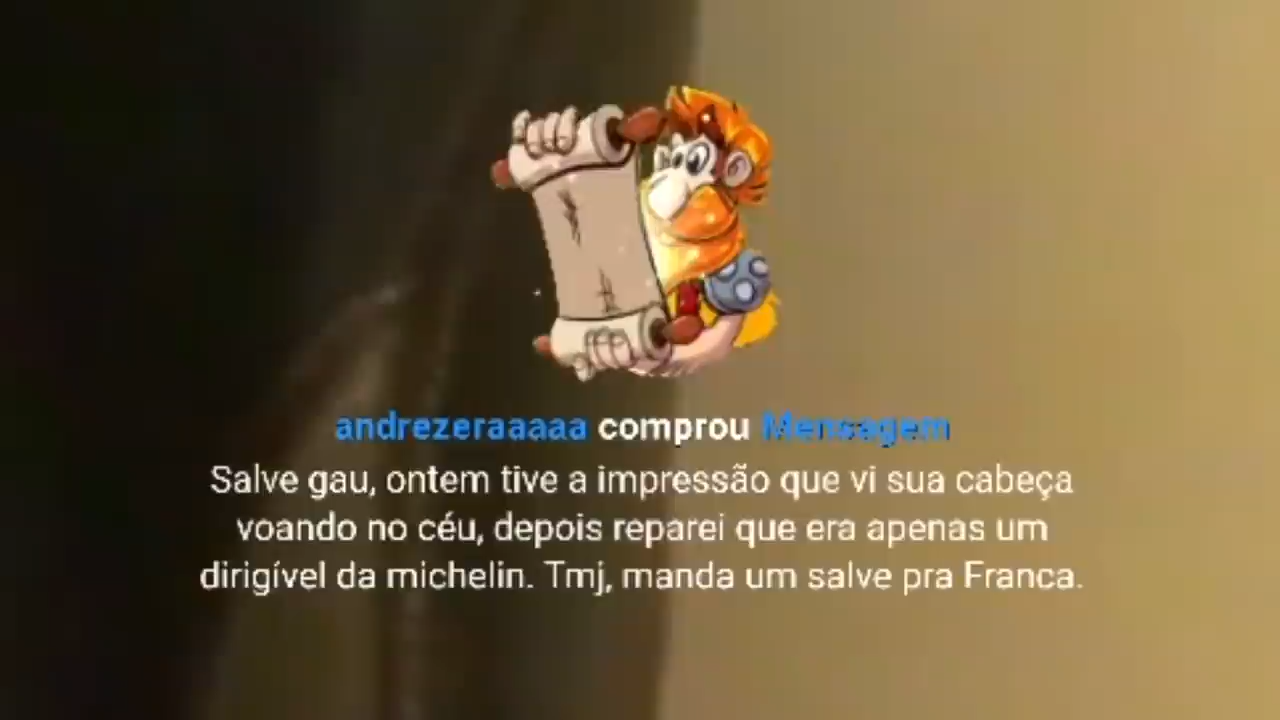 andrezeraaaaa comprou Mensagem
Salve gau, ontem tive a impressão que vi sua cabeça
voando no céu, depois reparei que era apenas um
dirigível da michelin. Tmj, manda um salve pra Franca.